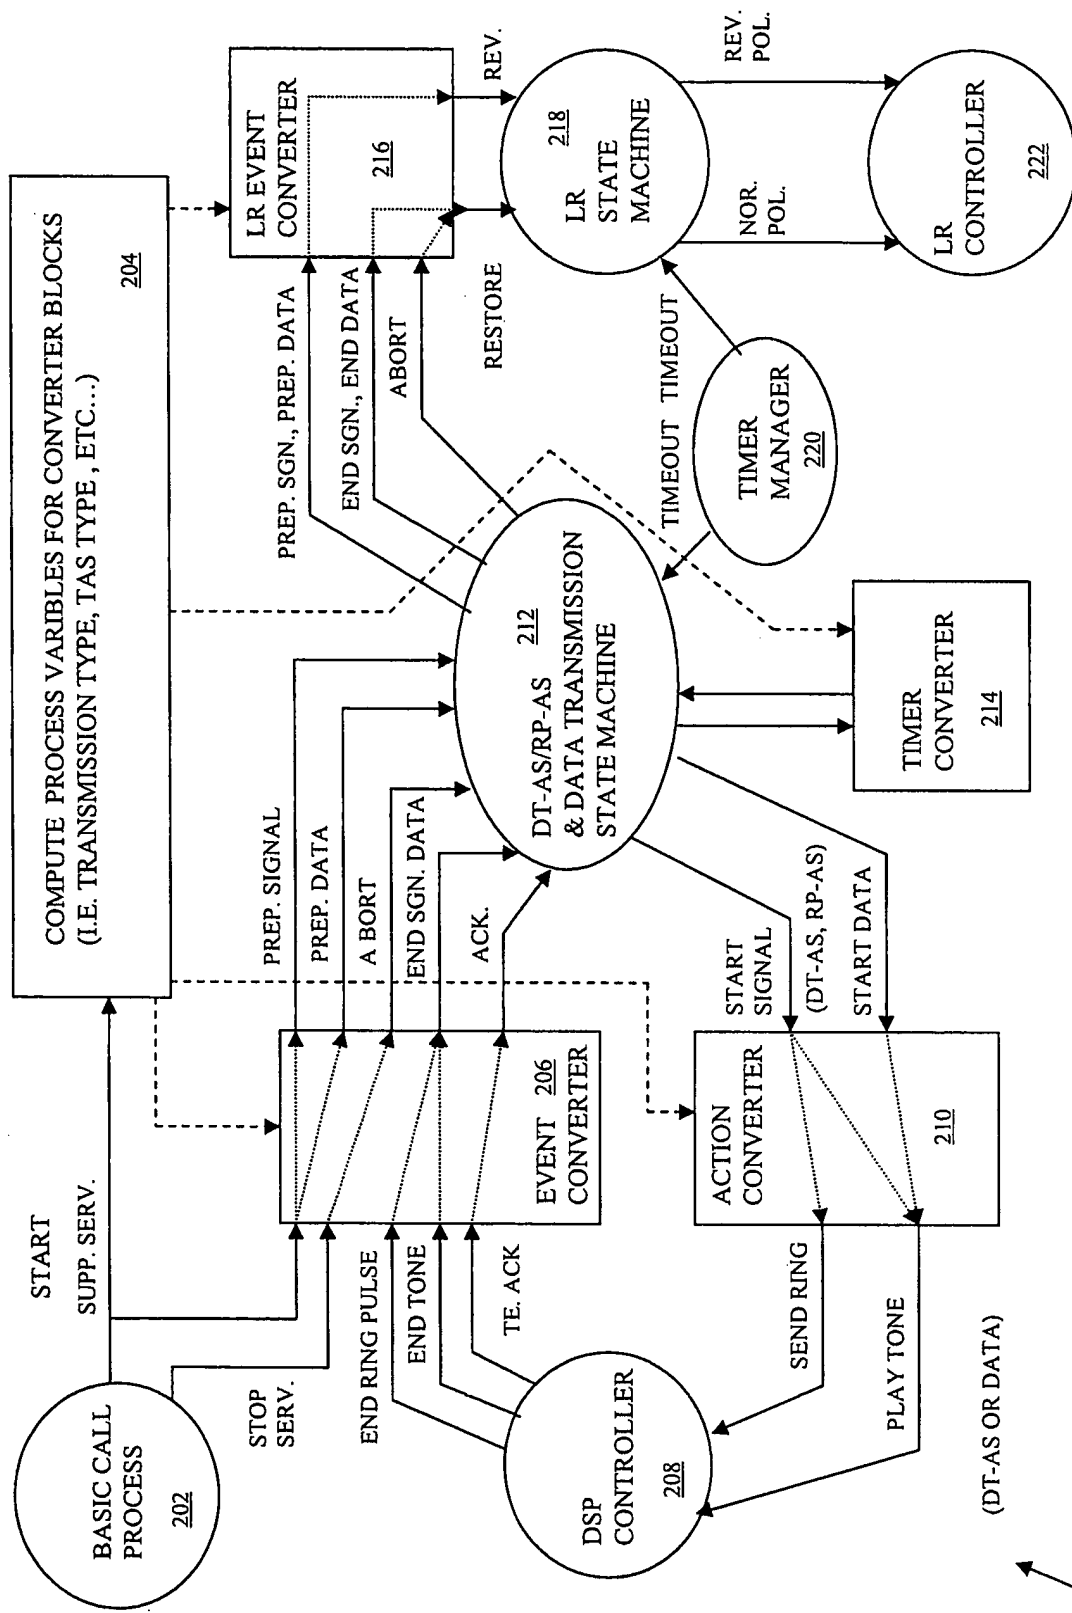 BASIC CALL
PROCESS
202
START
SUPP. SERV.
STOP
SERV.
COMPUTE PROCESS VARIBLES FOR CONVERTER BLOCKS
(I.E. TRANSMISSION TYPE, TAS TYPE , ETC...)
204
END RING PULSE
END TONE
TE. ACK
EVENT 206
CONVERTER
PREP. SIGNAL
PREP. DATA
A BORT
END SGN. DATA
ACK.
DSP
CONTROLLER
208
SEND RING
PLAY TONE
(DT-AS OR DATA)
ACTION
CONVERTER
210
START
SIGNAL
(DT-AS, RP-AS)
START DATA
212
DT-AS/RP-AS
& DATA TRANSMISSION
STATE MACHINE
TIMER
CONVERTER
214
PREP. SGN., PREP. DATA
END SGN., END DATA
ABORT
LR EVENT
CONVERTER
216
RESTORE
REV.
TIMEOUT TIMEOUT
TIMER
MANAGER
220
218
LR
STATE
MACHINE
NOR.
POL.
REV.
POL.
LR
CONTROLLER
222